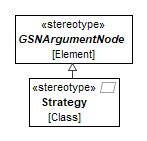 «stereotype»
GSNArgumentNode
[Element]
«stereotype»
Strategy
[Class]